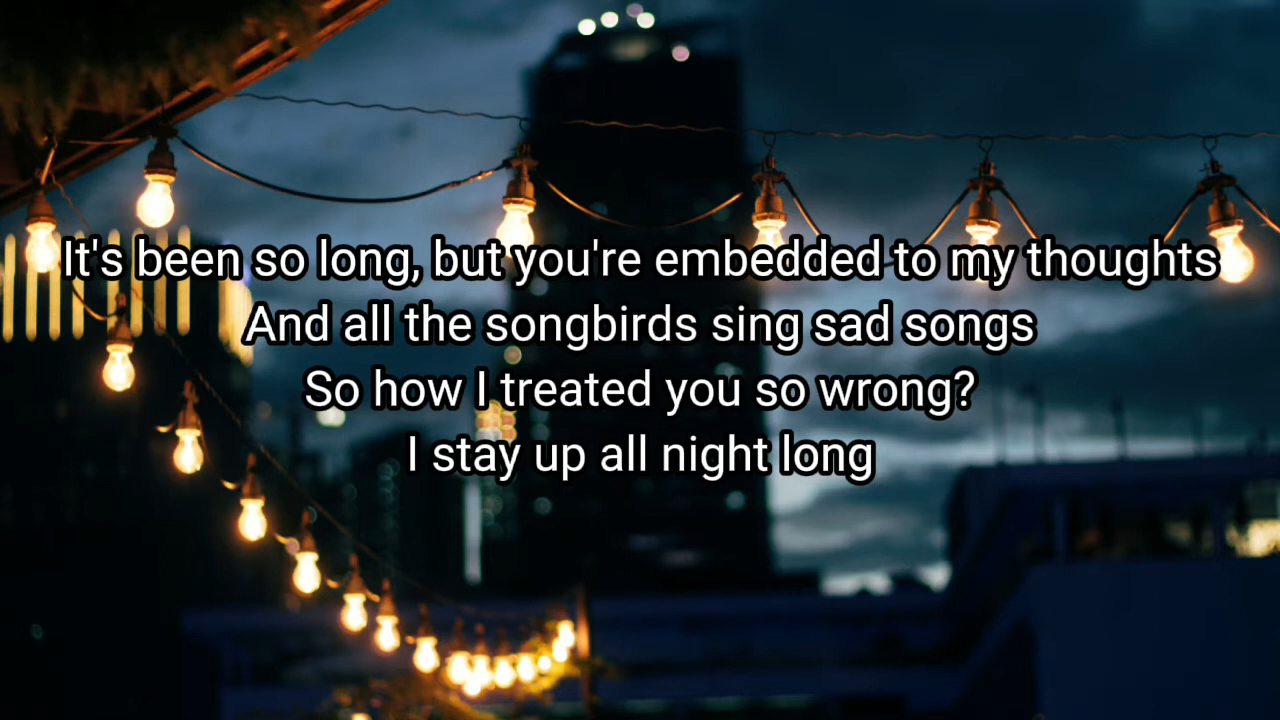 It's been so long, but you're embedded to my thoughts
And all the songbirds sing sad songs
So how I treated you so wrong?
I stay up all night long